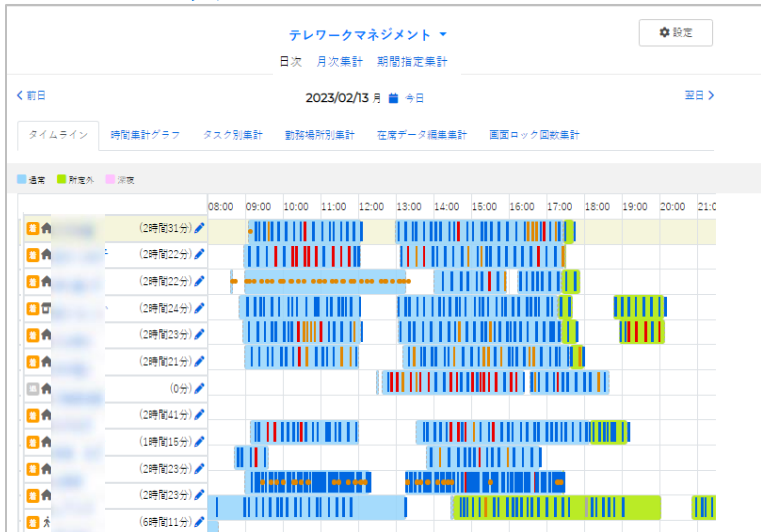 テレワークマネジメント
設定
日次 月次集計 期間指定集計
前日
2023/02/13 月 今日
翌日
タイムライン 時間集計グラフ タスク別集計 勤務場所別集計 在席データ編集集計 画面ロック回数集計
通常 所定外 深夜
08:00 09:00 10:00 11:00 12:00 13:00 14:00 15:00 16:00 17:00 18:00 19:00 20:00 21:0
(2時間31分)
(2時間22分)
(2時間22分)
(2時間24分)
(2時間23分)
(2時間21分)
(0分)
(2時間41分)
(1時間15分)
(2時間23分)
(2時間23分)
(6時間11分)